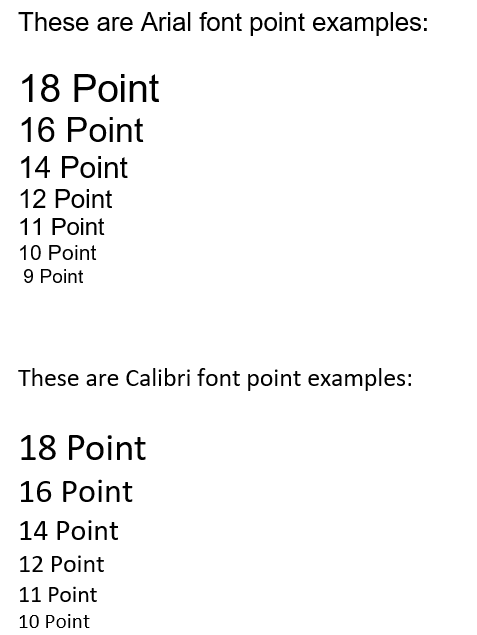 These are Arial font point examples:
18 Point
16 Point
14 Point
12 Point
11 Point
10 Point
9 Point
These are Calibri font point examples:
18 Point
16 Point
14 Point
12 Point
11 Point
10 Point